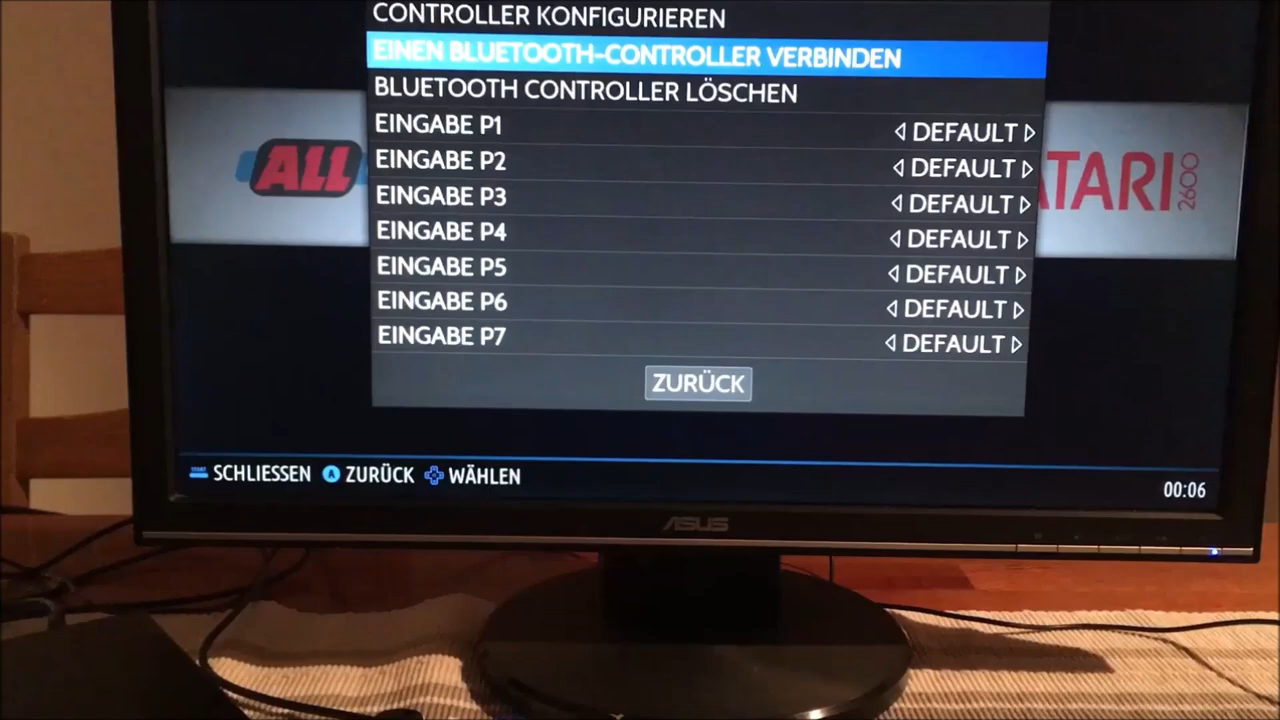 CONTROLLER KONFIGURIEREN
EINEN BLUETOOTH-CONTROLLER VERBINDEN
BLUETOOTH CONTROLLER LÖSCHEN
EINGABE P1 DEFAULT
EINGABE P2 DEFAULT
EINGABE P3 DEFAULT
EINGABE P4 DEFAULT
EINGABE P5 DEFAULT
EINGABE P6 DEFAULT
EINGABE P7 DEFAULT
ZURÜCK
ALL
ATARI 2600
START SCHLIESSEN A ZURÜCK WÄHLEN
00:06
ASUS